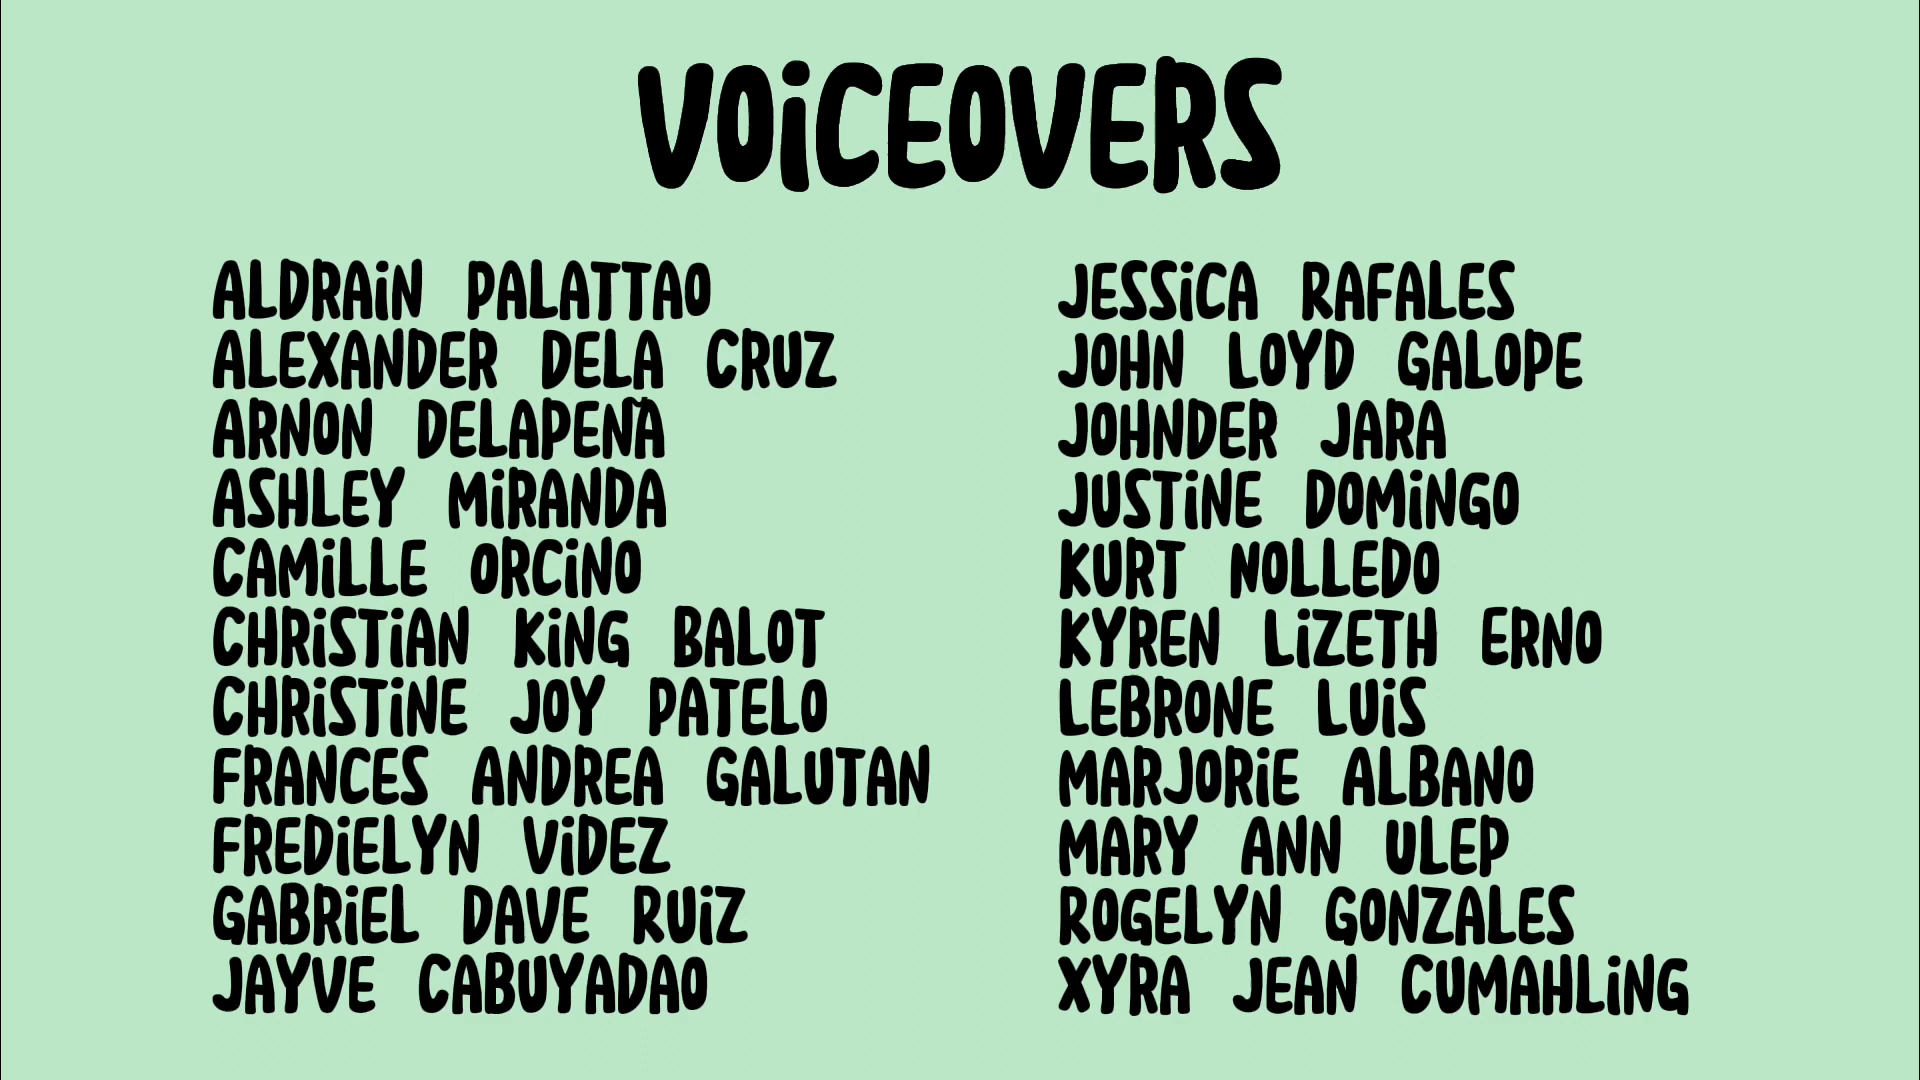 VOiCEOVERS
ALDRAiN PALATTAO
ALEXANDER DELA CRUZ
ARNON DELAPEÑA
ASHLEY MiRANDA
CAMiLLE ORCiNO
CHRiSTiAN KiNG BALOT
CHRiSTiNE JOY PATELO
FRANCES ANDREA GALUTAN
FREDiELYN ViDEZ
GABRiEL DAVE RUiZ
JAYVE CABUYADAO
JESSiCA RAFALES
JOHN LOYD GALOPE
JOHNDER JARA
JUSTiNE DOMiNGO
KURT NOLLEDO
KYREN LiZETH ERNO
LEBRONE LUiS
MARJORiE ALBANO
MARY ANN ULEP
ROGELYN GONZALES
XYRA JEAN CUMAHLiNG